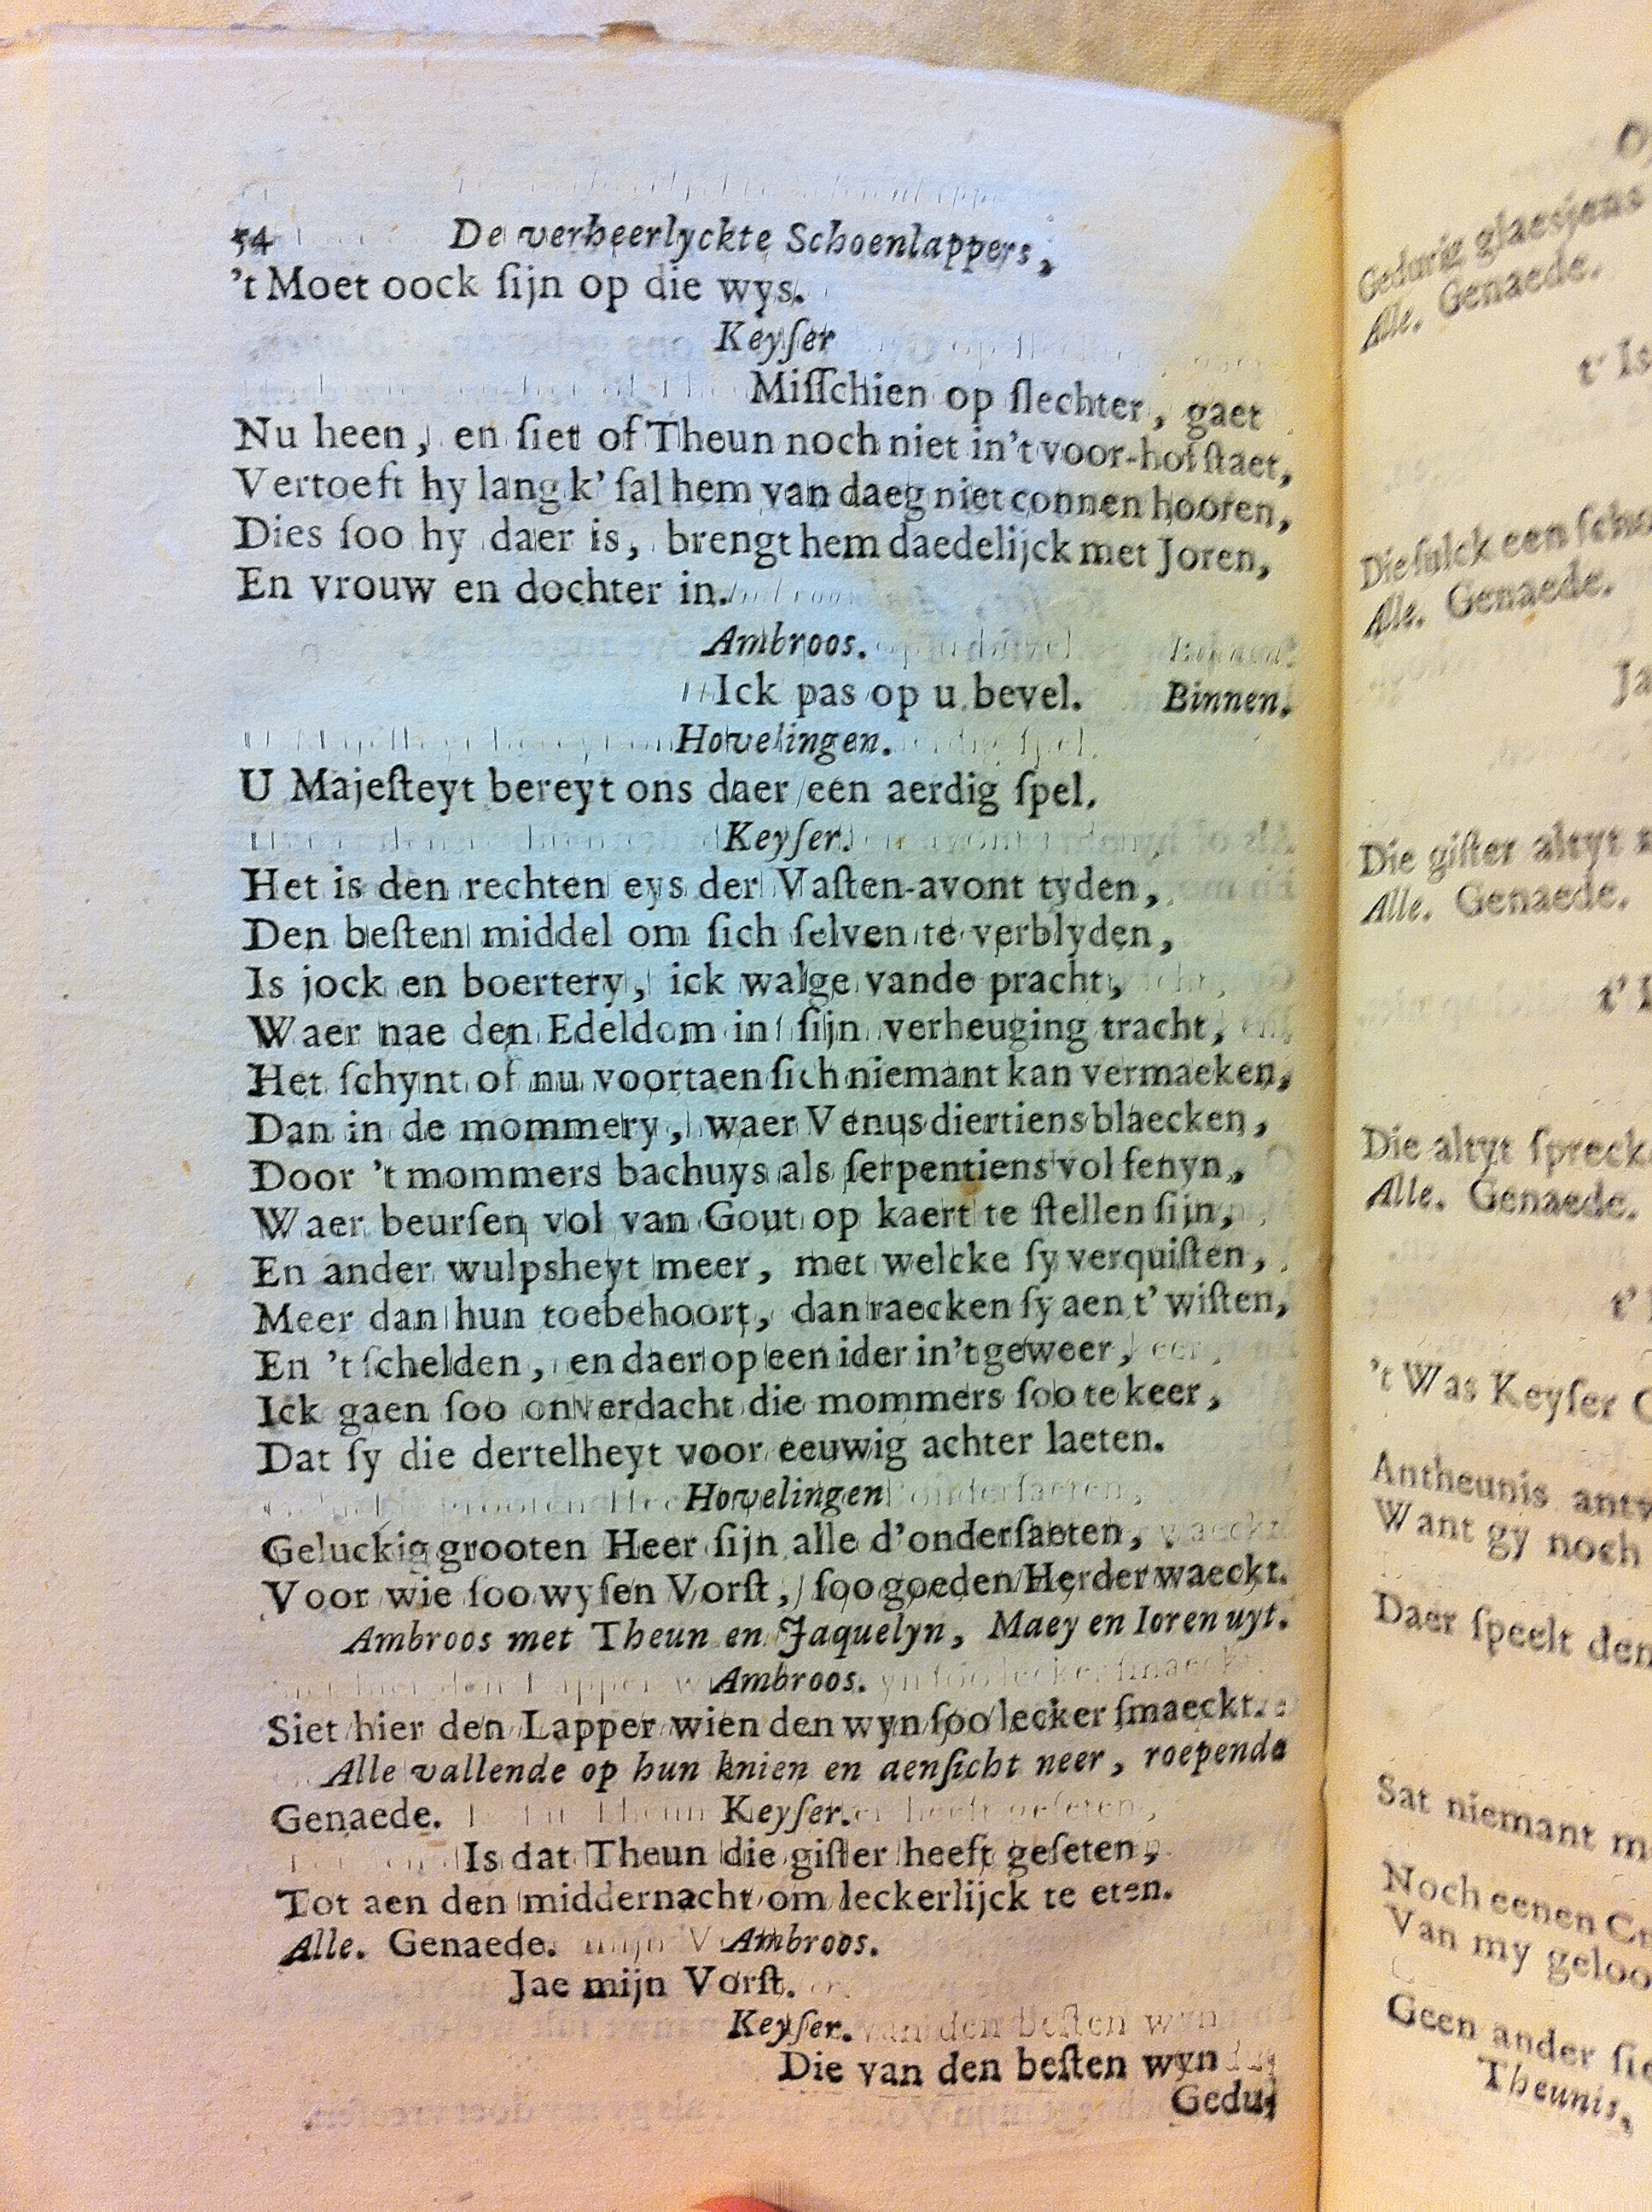 54 De verheerlyckte Schoenlappers,
't Moet oock ſijn op die wys.
Keyſer
Miſſchien op ſlechter, gaet
Nu heen, en ſiet of Theun noch niet in't voor-hof ſtaet,
Vertoeft hy lang k' ſal hem van daeg niet connen hooren,
Dies ſoo hy daer is, brengt hem daedelijck met Joren,
En vrouw en dochter in.
Ambroos.
Ick pas op u bevel. Binnen.
Hovelingen.
U Majeſteyt bereyt ons daer een aerdig ſpel.
Keyſer.
Het is den rechten eys der Vaſten-avont tyden,
Den beſten middel om ſich ſelven te verblyden,
Is jock en boertery, ick walge vande pracht,
Waer nae den Edeldom in ſijn verheuging tracht,
Het ſchynt of nu voortaen ſich niemant kan vermaeken,
Dan in de mommery, waer Venus diertiens blaecken,
Door 't mommers bachuys als ſerpentiens vol fenyn,
Waer beurſen vol van Gout op kaert te ſtellen ſijn,
En ander wulpsheyt meer, met welcke ſy verquiſten,
Meer dan hun toebehoort, dan raecken ſy aen t' wiſten,
En 't ſchelden, en daer op een ider in't geweer,
Ick gaen ſoo onverdacht die mommers ſoo te keer,
Dat ſy die dertelheyt voor eeuwig achter laeten.
Hovelingen
Geluckig grooten Heer ſijn alle d'onderſaeten,
Voor wie ſoo wyſen Vorſt, ſoo goeden Herder waeckt.
Ambroos met Theun en Jaquelyn, Maey en Ioren uyt.
Ambroos.
Siet hier den Lapper wien den wyn ſoo lecker ſmaeckt.
Alle vallende op hun knien en aenſicht neer, roepende
Genaede. Keyſer.
Is dat Theun die giſter heeft geſeten,
Tot aen den middernacht om leckerlijck te eten.
Alle. Genaede. Ambroos.
Jae mijn Vorſt.
Keyſer.
Die van den beſten wyn
Gedu-
Gedurig glaesjens
Alle. Genaede.
t' Is
Die ſulck een
Alle. Genaede.
Ja
Die giſter altyt
Alle. Genaede.
t'
Die altyt
Alle. Genaede.
t'
't Was Keyſer
Antheunis
Want gy noch
Daer ſpeelt den
Sat niemant
Noch eenen
Van my
Geen ander
Theunis,